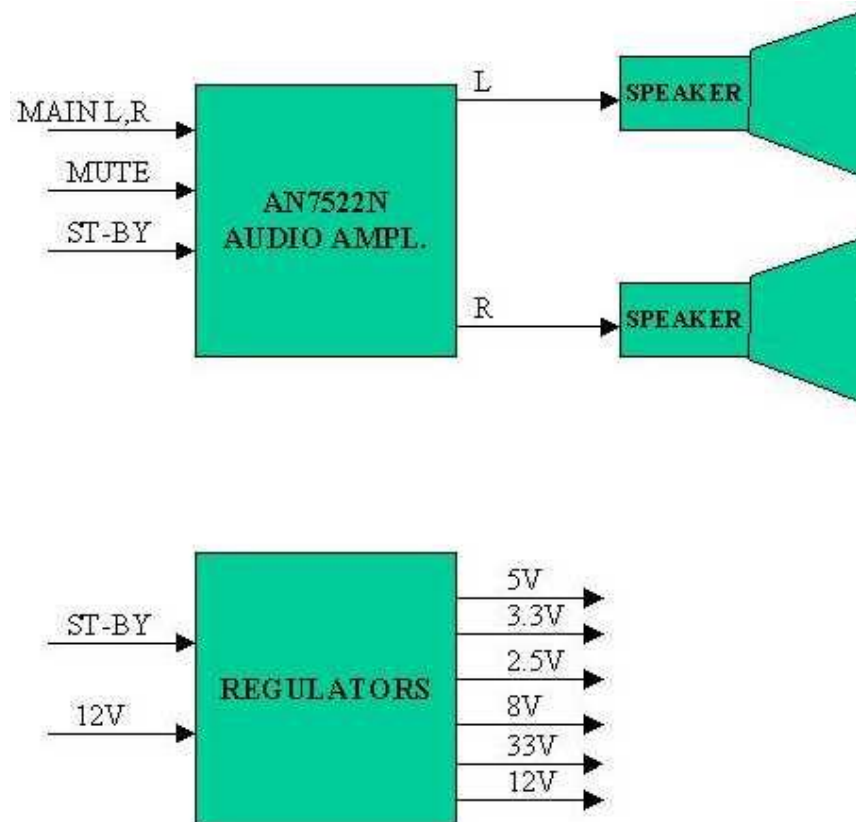 L
SPEAKER
MAIN L,R
MUTE
AN7522N
ST-BY
AUDIO AMPL.
R
SPEAKER
5V
ST-BY
3.3V
2.5V
REGULATORS
12V
8V
33V
12V